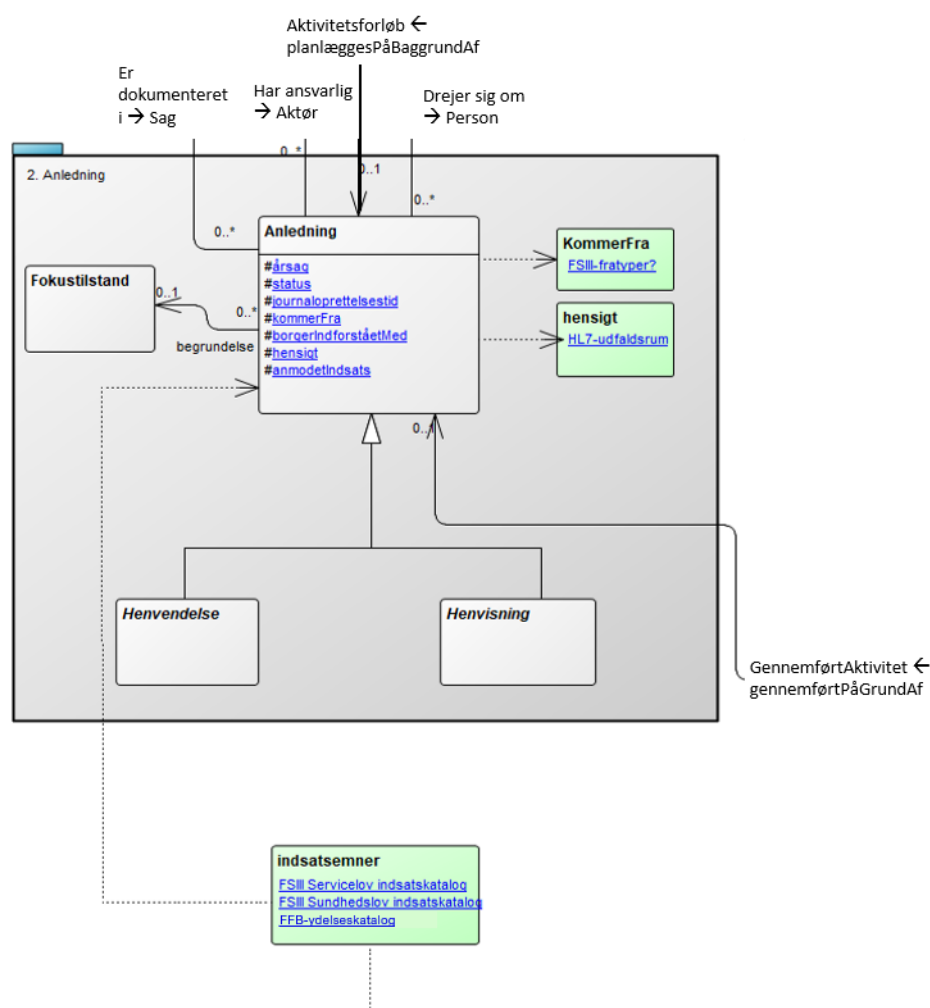 Aktivitetsforløb ←
planlæggesPåBaggrundAf
Er
dokumenteret
i → Sag
Har ansvarlig
→ Aktør
Drejer sig om
→ Person
0..*
0..1
2. Anledning
0..*
0..*
Anledning
#årsag
#status
#journaloprettelsestid
#kommerFra
#borgerIndforståetMed
#hensigt
#anmodetIndsats
KommerFra
FSIII-fratyper?
hensigt
HL7-udfaldsrum
Fokustilstand
0..1
0..*
begrundelse
0..1
Henvendelse
Henvisning
GennemførtAktivitet ←
gennemførtPåGrundAf
indsatsemner
FSIII Servicelov indsatskatalog
FSIII Sundhedslov indsatskatalog
FFB-ydelseskatalog